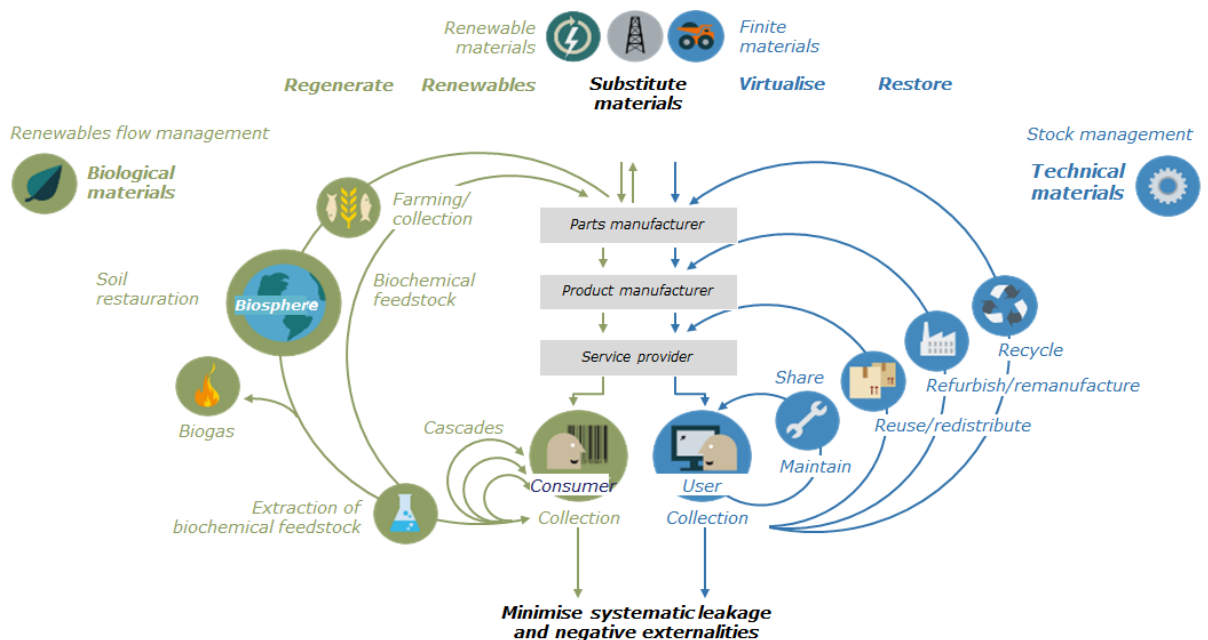 Renewable
materials
Finite
materials
Regenerate
Renewables
Substitute
materials
Virtualise
Restore
Renewables flow management
Biological
materials
Stock management
Technical
materials
Farming/
collection
Parts manufacturer
Soil
restauration
Biosphere
Biochemical
feedstock
Product manufacturer
Recycle
Service provider
Refurbish/remanufacture
Share
Reuse/redistribute
Biogas
Cascades
Maintain
Consumer
User
Extraction of
biochemical feedstock
Collection
Collection
Minimise systematic leakage
and negative externalities